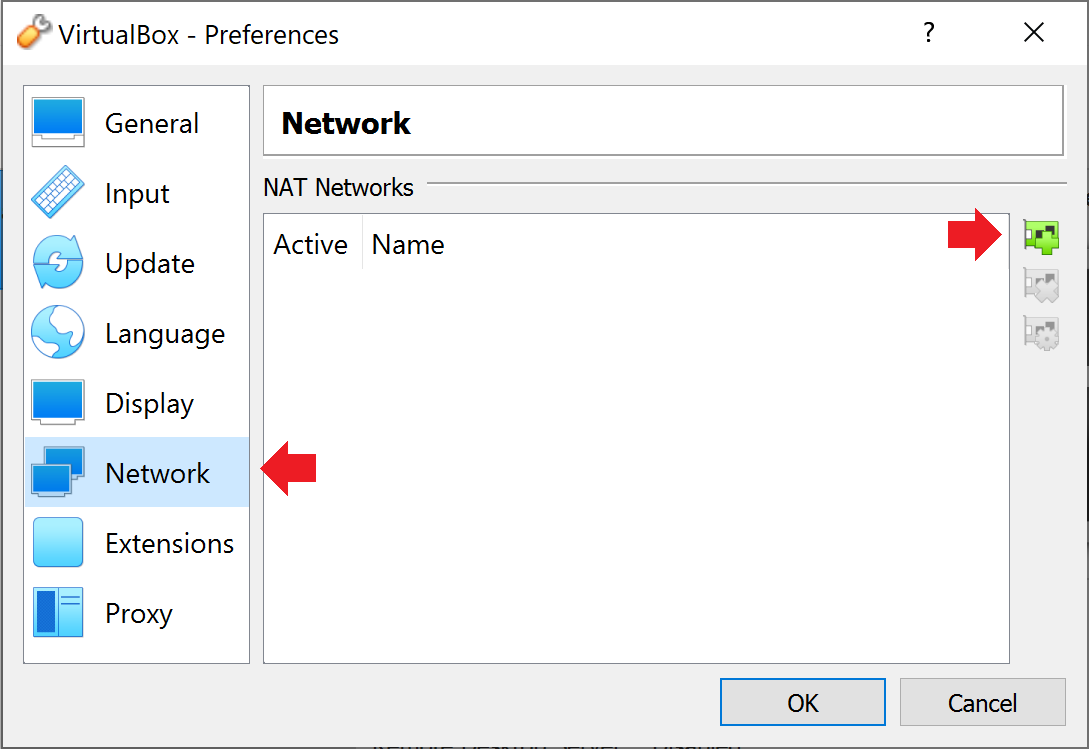 VirtualBox - Preferences
?
General
Input
Update
Language
Display
Network
Extensions
Proxy
Network
NAT Networks
Active Name
OK Cancel